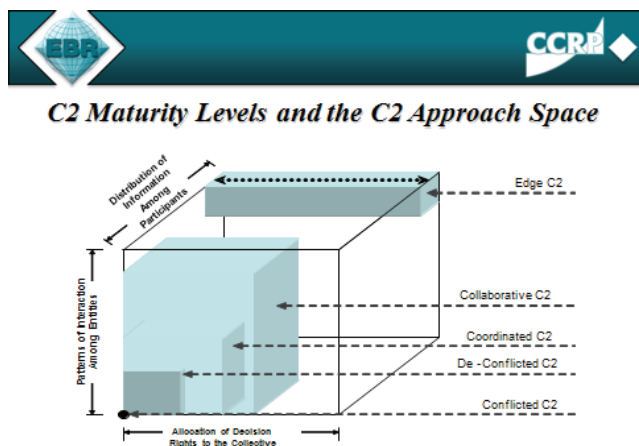 EBR
CCRP
C2 Maturity Levels and the C2 Approach Space
Distribution of
Information
Among
Participants
Edge C2
Patterns of Interaction
Among Entities
Collaborative C2
Coordinated C2
De - Conflicted C2
Conflicted C2
Allocation of Decision
Rights to the Collective